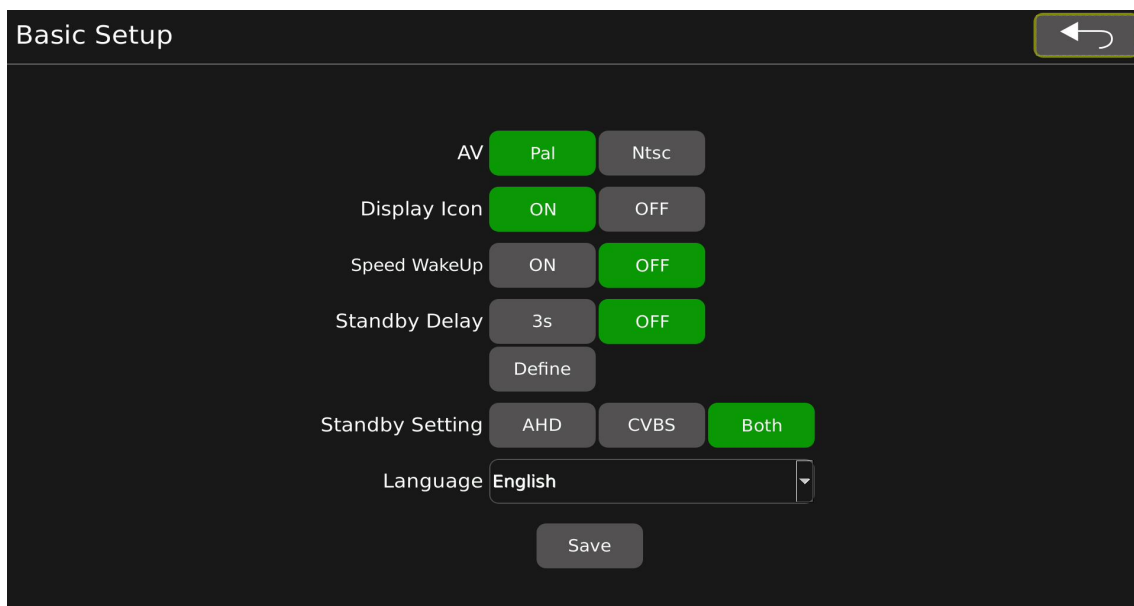 Basic Setup
AV Pal Ntsc
Display Icon ON OFF
Speed WakeUp ON OFF
Standby Delay 3s OFF
Define
Standby Setting AHD CVBS Both
Language English
Save